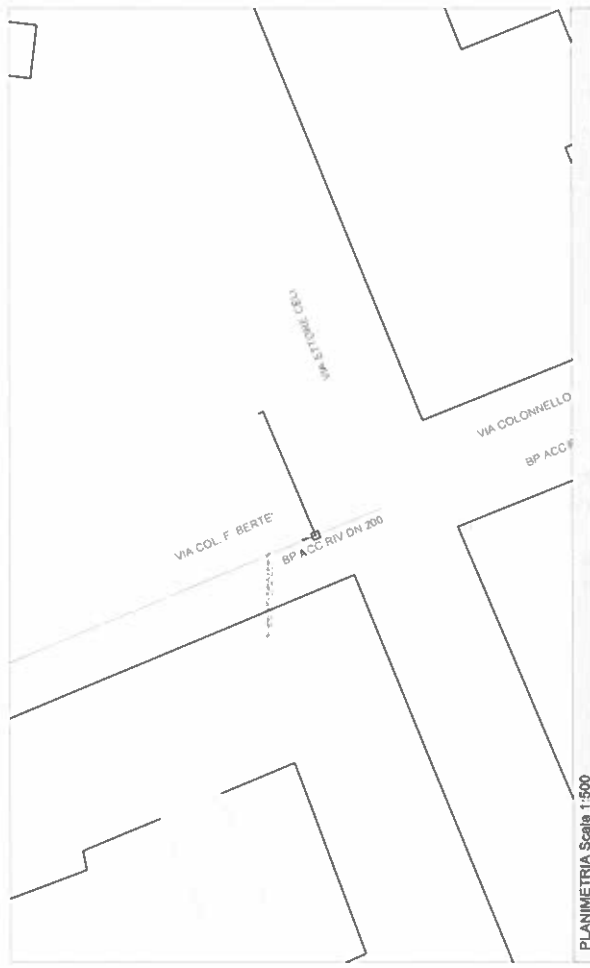 VIA ETTORE CELI
VIA COLONNELLO
BP ACC
VIA COL. F. BERTE'
BP ACC RIV DN 200
PLANIMETRIA Scala 1:500